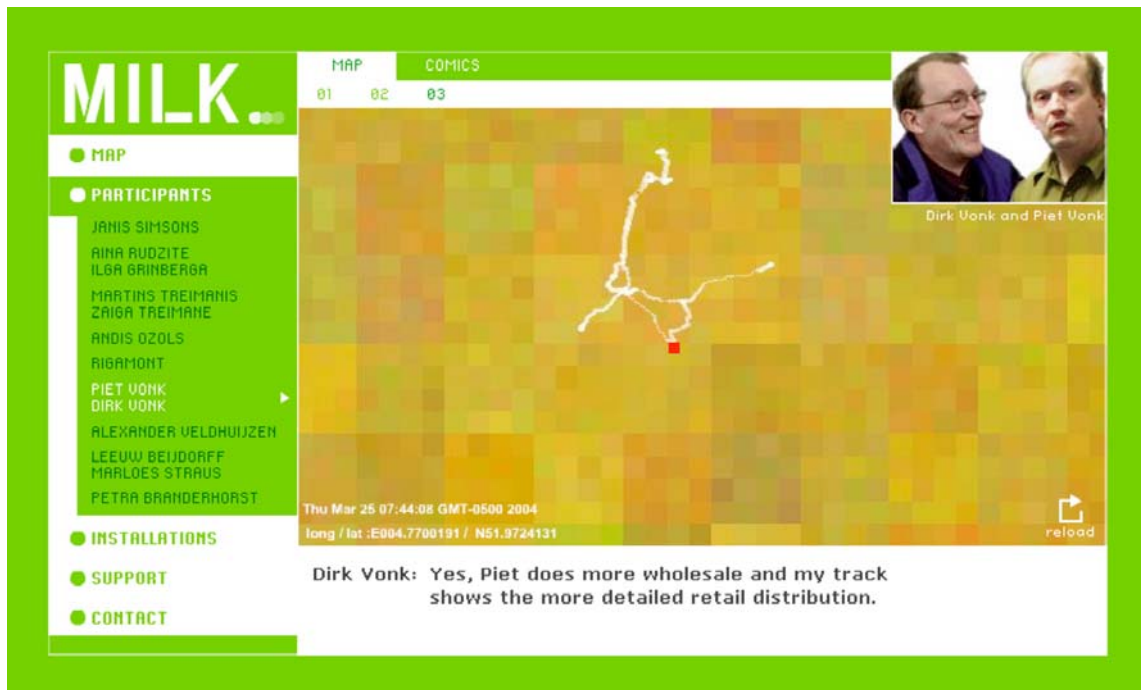 MILK...
MAP
PARTICIPANTS
JANIS SIMSONS
AINA RUDZITE
ILGA GRINBERGA
MARTINS TREIMANIS
ZAIGA TREIMANE
ANDIS OZOLS
RIGAMONT
PIET VONK
DIRK VONK
ALEXANDER VELDHUIJZEN
LEEUW BEIJDORFF
MARLOES STRAUS
PETRA BRANDERHORST
INSTALLATIONS
SUPPORT
CONTACT
MAP COMICS
01 02 03
Dirk Vonk and Piet Vonk
Thu Mar 25 07:44:08 GMT-0500 2004
long / lat :E004.7700191 / N51.9724131
reload
Dirk Vonk: Yes, Piet does more wholesale and my track
shows the more detailed retail distribution.